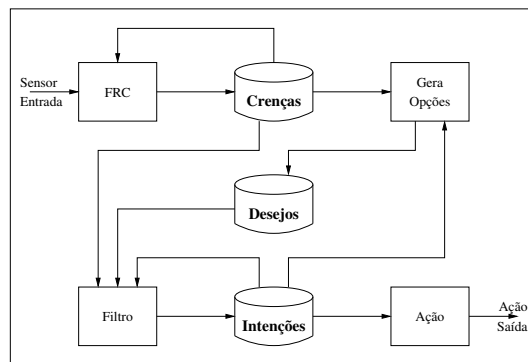 Sensor
Entrada
FRC
Crenças
Gera
Opções
Desejos
Filtro
Intenções
Ação
Ação
Saída